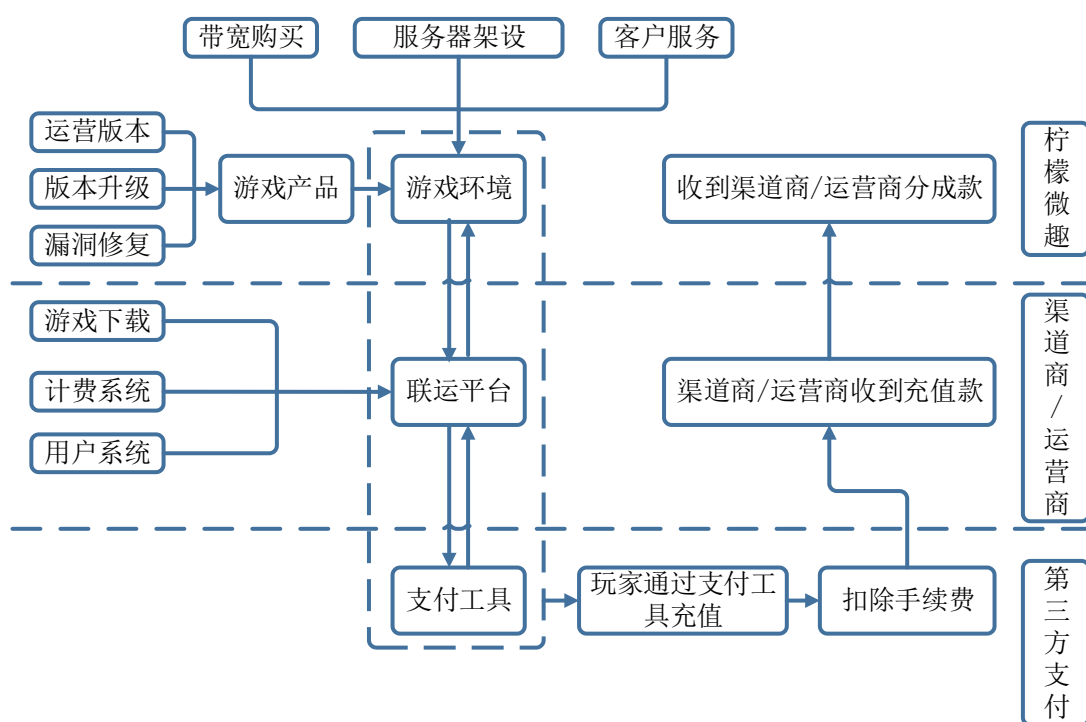 带宽购买
服务器架设
客户服务
运营版本
版本升级
漏洞修复
游戏产品
游戏环境
收到渠道商/运营商分成款
柠檬微趣
游戏下载
计费系统
用户系统
联运平台
渠道商/运营商收到充值款
渠道商/运营商
支付工具
玩家通过支付工
具充值
扣除手续费
第三方支付